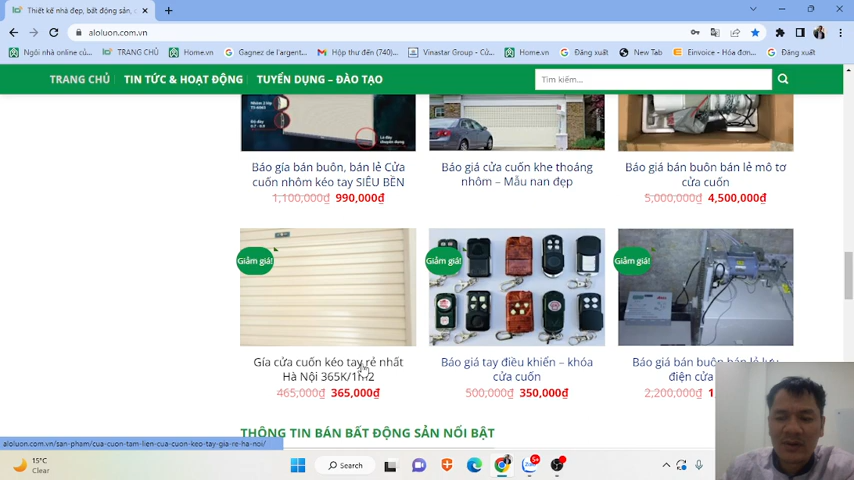 Thiết kế nhà đẹp, bất động sản, c
aloluon.com.vn
Ngôi nhà online củ...
TRANG CHỦ
Home.vn
Gagnez de l'argent...
Hộp thư đến (740)...
Vinastar Group - Cử...
Home.vn
Đăng xuất
New Tab
Einvoice - Hóa đơn...
Đăng xuất
TRANG CHỦ
TIN TỨC & HOẠT ĐỘNG
TUYỂN DỤNG – ĐÀO TẠO
Tìm kiếm...
Báo gía bán buôn, bán lẻ Cửa
cuốn nhôm kéo tay SIÊU BỀN
1,100,000₫ 990,000₫
Báo giá cửa cuốn khe thoáng
nhôm – Mẫu nan đẹp
Báo giá bán buôn bán lẻ mô tơ
cửa cuốn
5,000,000₫ 4,500,000₫
Giảm giá!
Gía cửa cuốn kéo tay rẻ nhất
Hà Nội 365K/1M2
465,000₫ 365,000₫
Giảm giá!
Báo giá tay điều khiển – khóa
cửa cuốn
500,000₫ 350,000₫
Giảm giá!
Báo giá bán buôn bán lẻ lưu
điện cửa
2,200,000₫
THÔNG TIN BÁN BẤT ĐỘNG SẢN NỔI BẬT
aloluon.com.vn/san-pham/cua-cuon-tam-lien-cua-cuon-keo-tay-gia-re-ha-noi/
15°C
Clear
Search
Zalo
5+